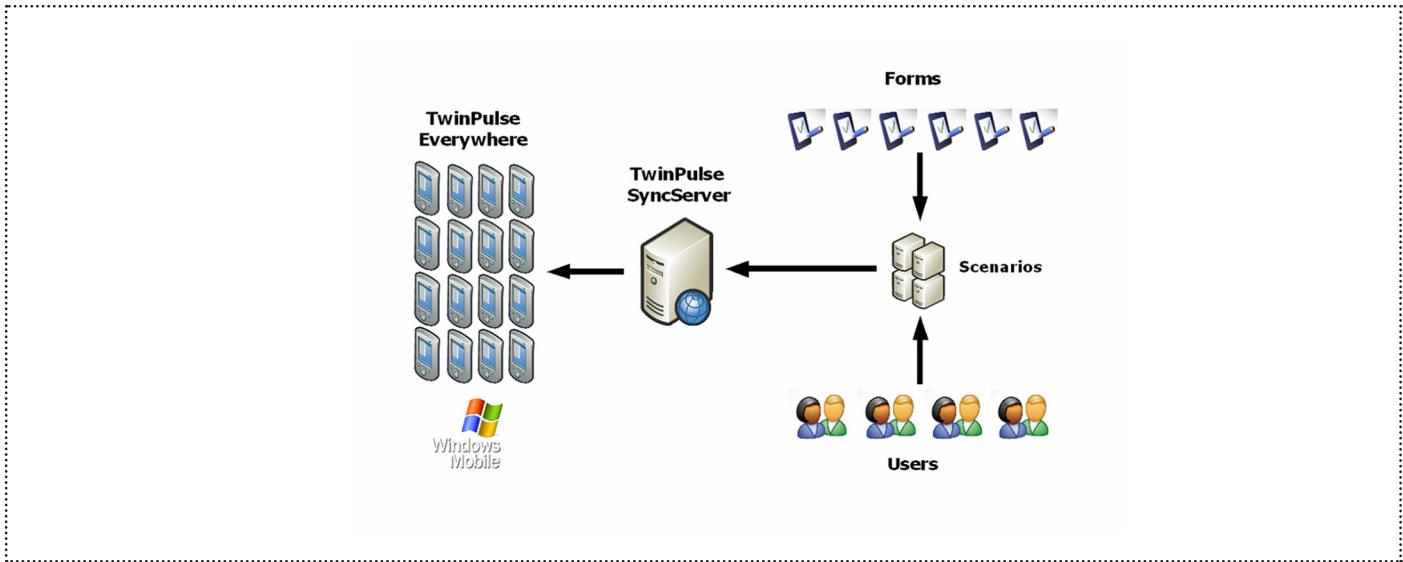 Forms
TwinPulse
Everywhere
TwinPulse
SyncServer
Scenarios
Windows
Mobile
Users